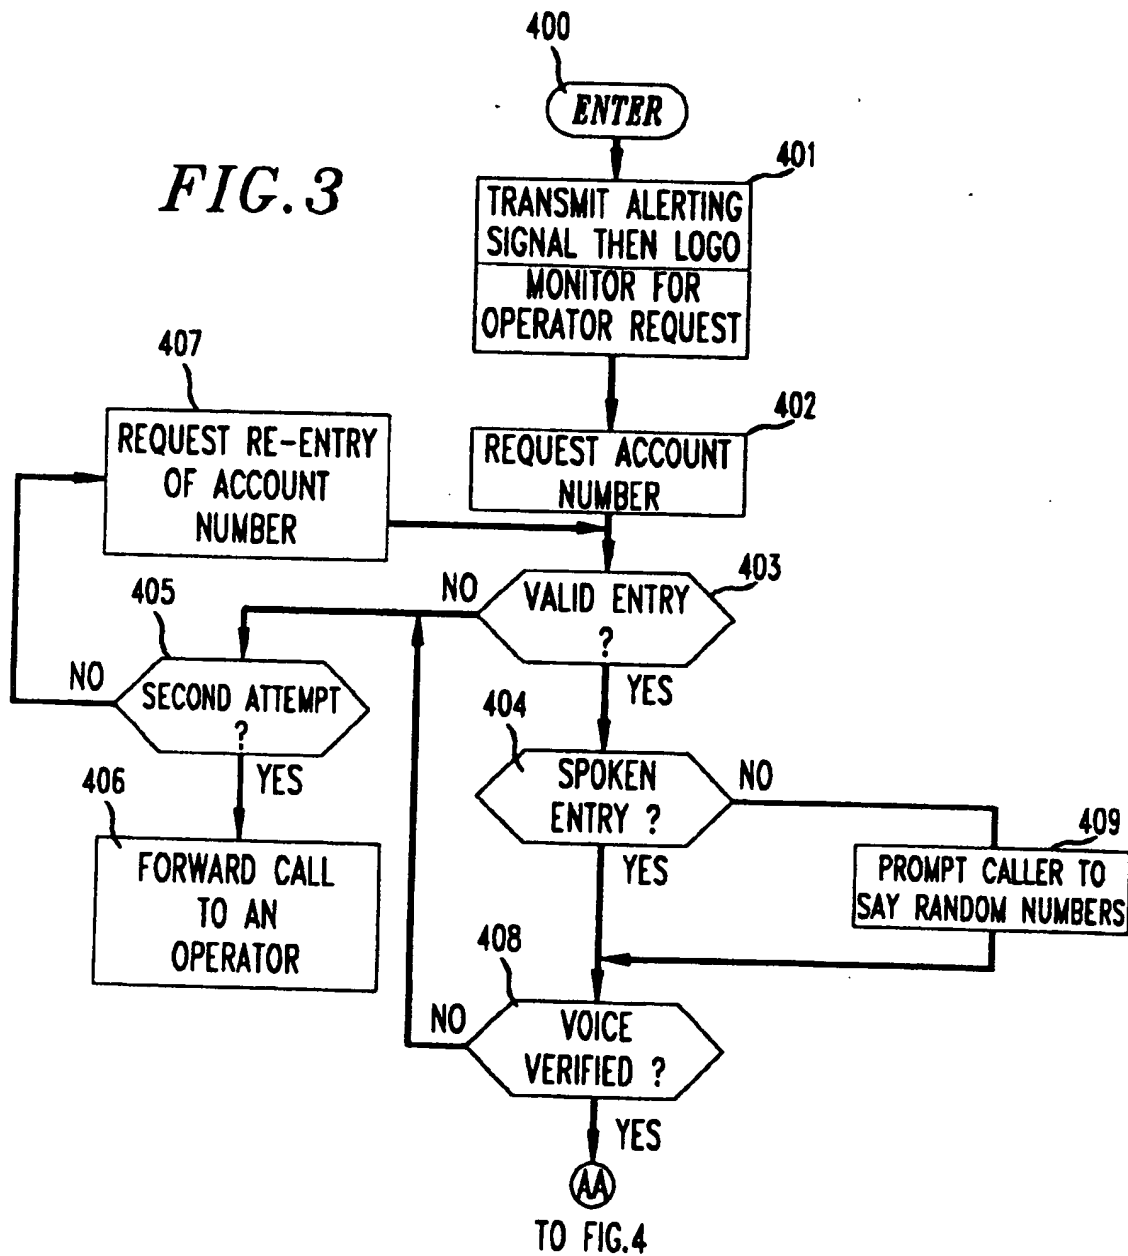 400
ENTER
FIG.3
401
TRANSMIT ALERTING
SIGNAL THEN LOGO
MONITOR FOR
OPERATOR REQUEST
407
REQUEST RE-ENTRY
OF ACCOUNT
NUMBER
402
REQUEST ACCOUNT
NUMBER
403
VALID ENTRY
?
NO
YES
405
SECOND ATTEMPT
?
NO
YES
406
FORWARD CALL
TO AN
OPERATOR
404
SPOKEN
ENTRY ?
NO
YES
409
PROMPT CALLER TO
SAY RANDOM NUMBERS
408
VOICE
VERIFIED ?
NO
YES
AA
TO FIG.4